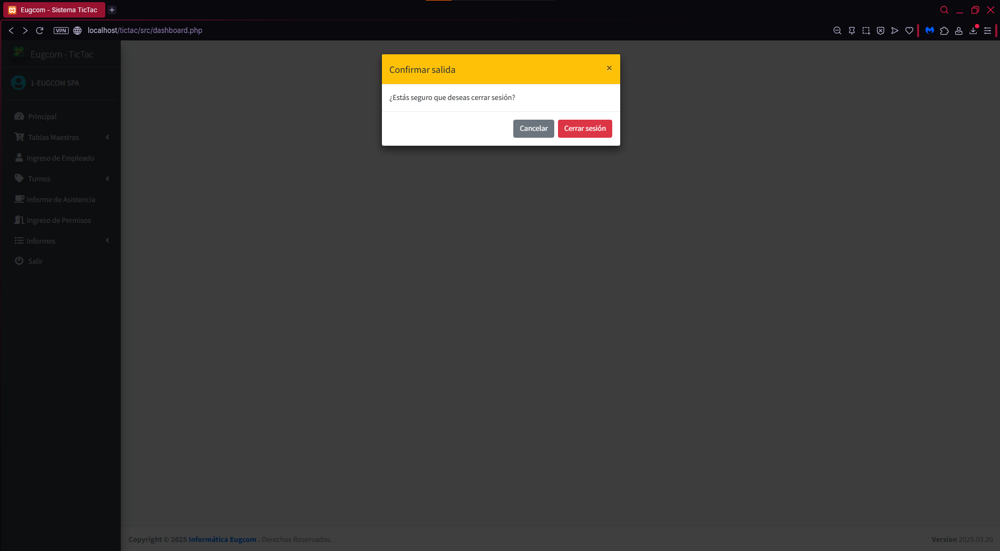 Eugcom - Sistema TicTac
VPN
localhost/tictac/src/dashboard.php
Eugcom - TicTac
1-EUGCOM SPA
Principal
Tablas Maestras
Ingreso de Empleado
Turnos
Informe de Asistencia
Ingreso de Permisos
Informes
Salir
Confirmar salida
×
¿Estás seguro que deseas cerrar sesión?
Cancelar
Cerrar sesión
Copyright © 2025 Informática Eugcom . Derechos Reservados.
Version 2025.03.20